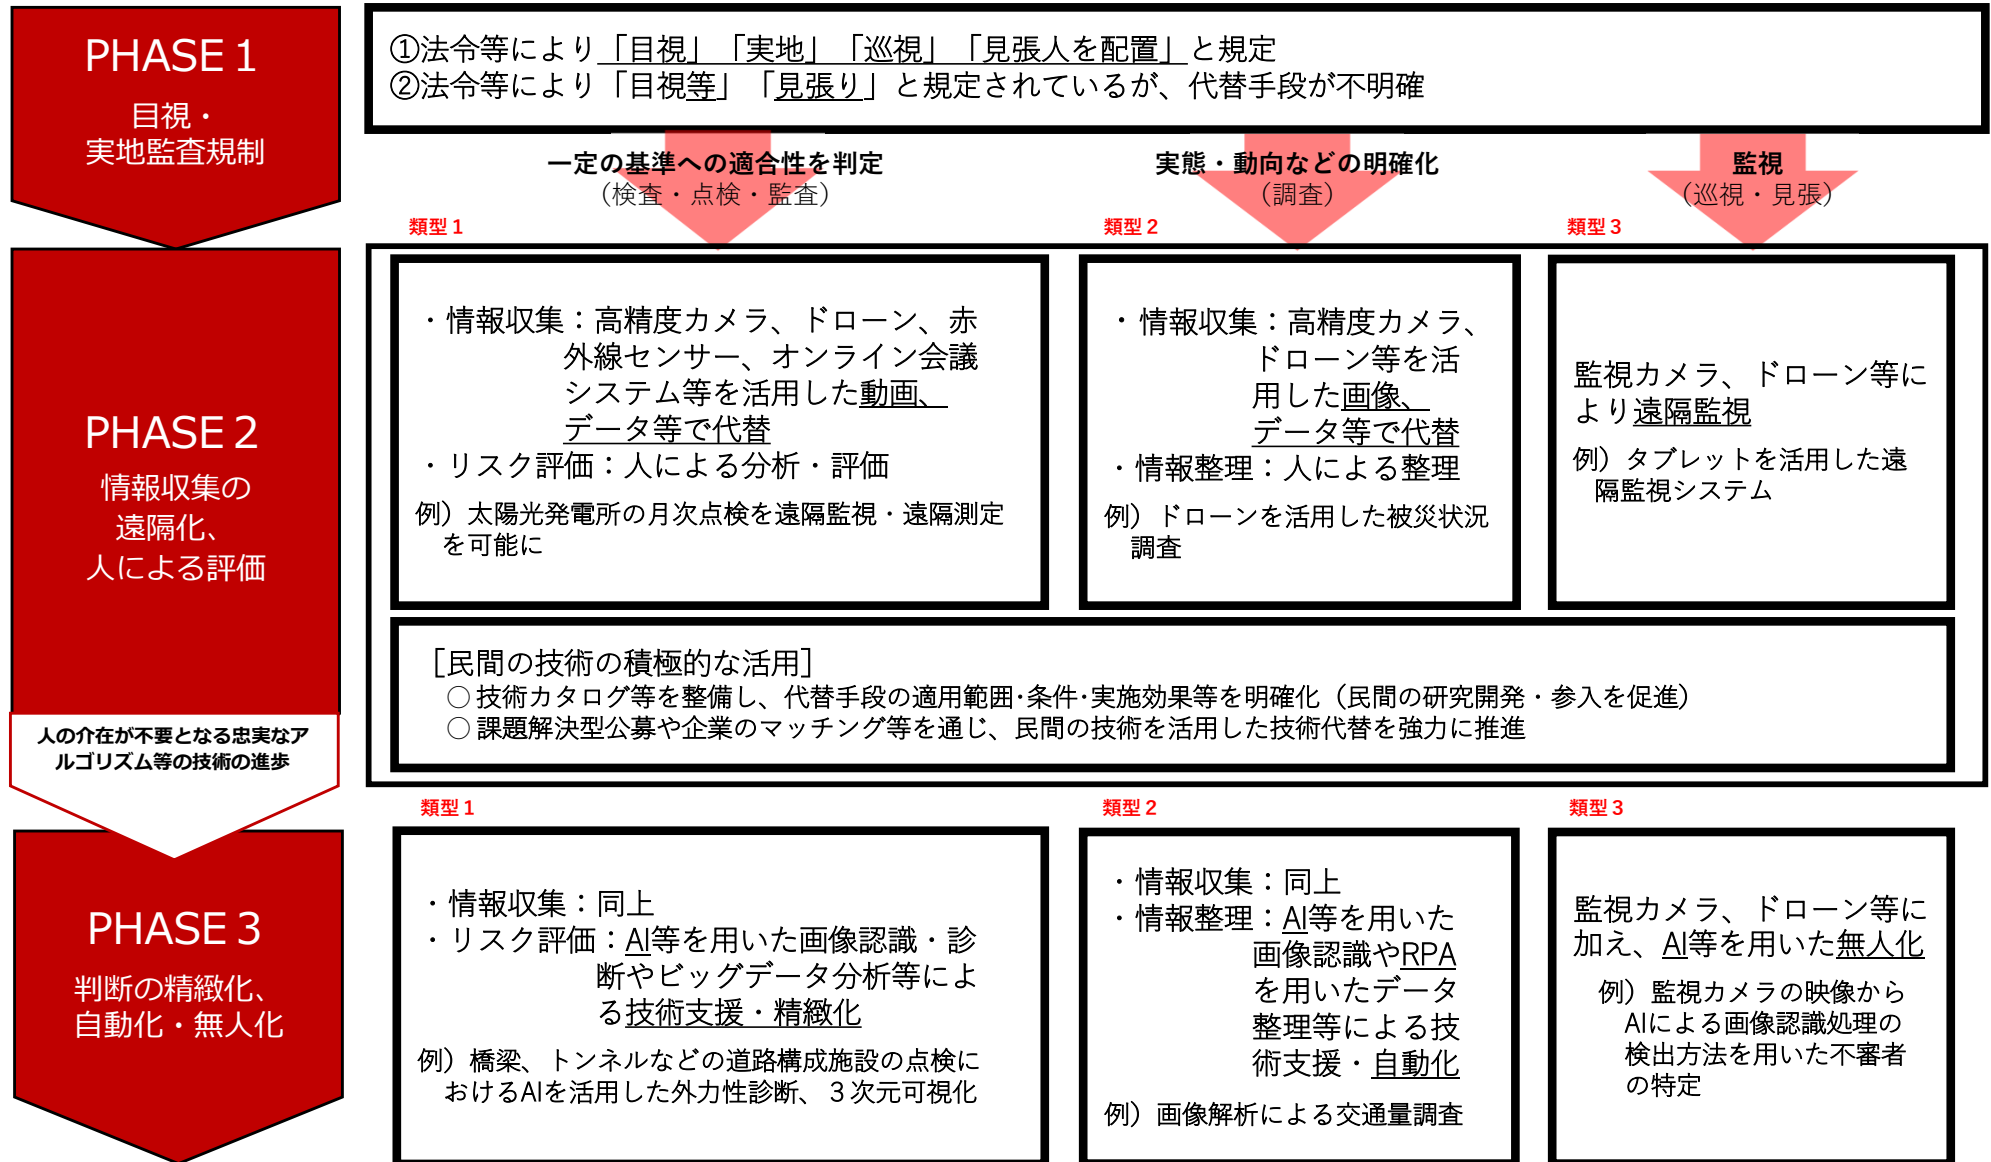 PHASE 1
目視・
実地監査規制
①法令等により「目視」「実地」「巡視」「見張人を配置」と規定
②法令等により「目視等」「見張り」と規定されているが、代替手段が不明確
一定の基準への適合性を判定
（検査・点検・監査）
実態・動向などの明確化
（調査）
監視
（巡視・見張）
類型１
類型２
類型３
PHASE 2
情報収集の
遠隔化、
人による評価
・情報収集：高精度カメラ、ドローン、赤
外線センサー、オンライン会議
システム等を活用した動画、
データ等で代替
・リスク評価：人による分析・評価
例）太陽光発電所の月次点検を遠隔監視・遠隔測定
を可能に
・情報収集：高精度カメラ、
ドローン等を活
用した画像、
データ等で代替
・情報整理：人による整理
例）ドローンを活用した被災状況
調査
監視カメラ、ドローン等に
より遠隔監視
例）タブレットを活用した遠
隔監視システム
［民間の技術の積極的な活用］
○技術カタログ等を整備し、代替手段の適用範囲・条件・実施効果等を明確化（民間の研究開発・参入を促進）
○課題解決型公募や企業のマッチング等を通じ、民間の技術を活用した技術代替を強力に推進
人の介在が不要となる忠実なア
ルゴリズム等の技術の進歩
類型１
類型２
類型３
PHASE 3
判断の精緻化、
自動化・無人化
・情報収集：同上
・リスク評価：AI等を用いた画像認識・診
断やビッグデータ分析等によ
る技術支援・精緻化
例）橋梁、トンネルなどの道路構成施設の点検に
おけるAIを活用した外力性診断、３次元可視化
・情報収集：同上
・情報整理：AI等を用いた
画像認識やRPA
を用いたデータ
整理等による技
術支援・自動化
例）画像解析による交通量調査
監視カメラ、ドローン等に
加え、AI等を用いた無人化
例）監視カメラの映像から
AIによる画像認識処理の
検出方法を用いた不審者
の特定